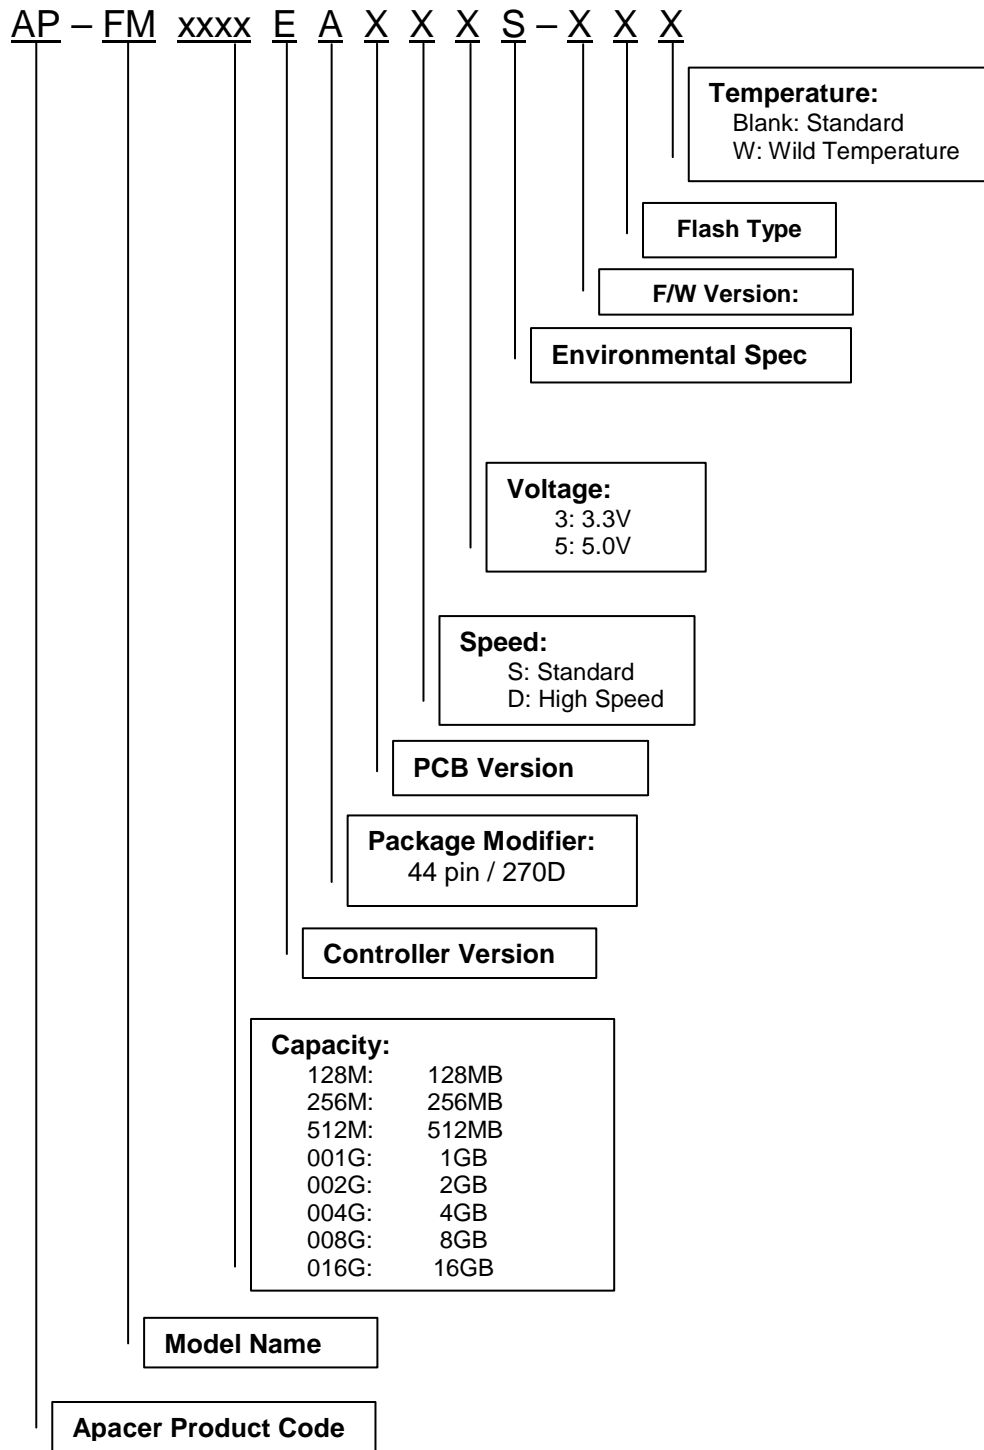 AP – FM xxxx E A X X X S – X X X
Temperature:
Blank: Standard
W: Wild Temperature
Flash Type
F/W Version:
Environmental Spec
Voltage:
3: 3.3V
5: 5.0V
Speed:
S: Standard
D: High Speed
PCB Version
Package Modifier:
44 pin / 270D
Controller Version
Capacity:
128M: 128MB
256M: 256MB
512M: 512MB
001G: 1GB
002G: 2GB
004G: 4GB
008G: 8GB
016G: 16GB
Model Name
Apacer Product Code